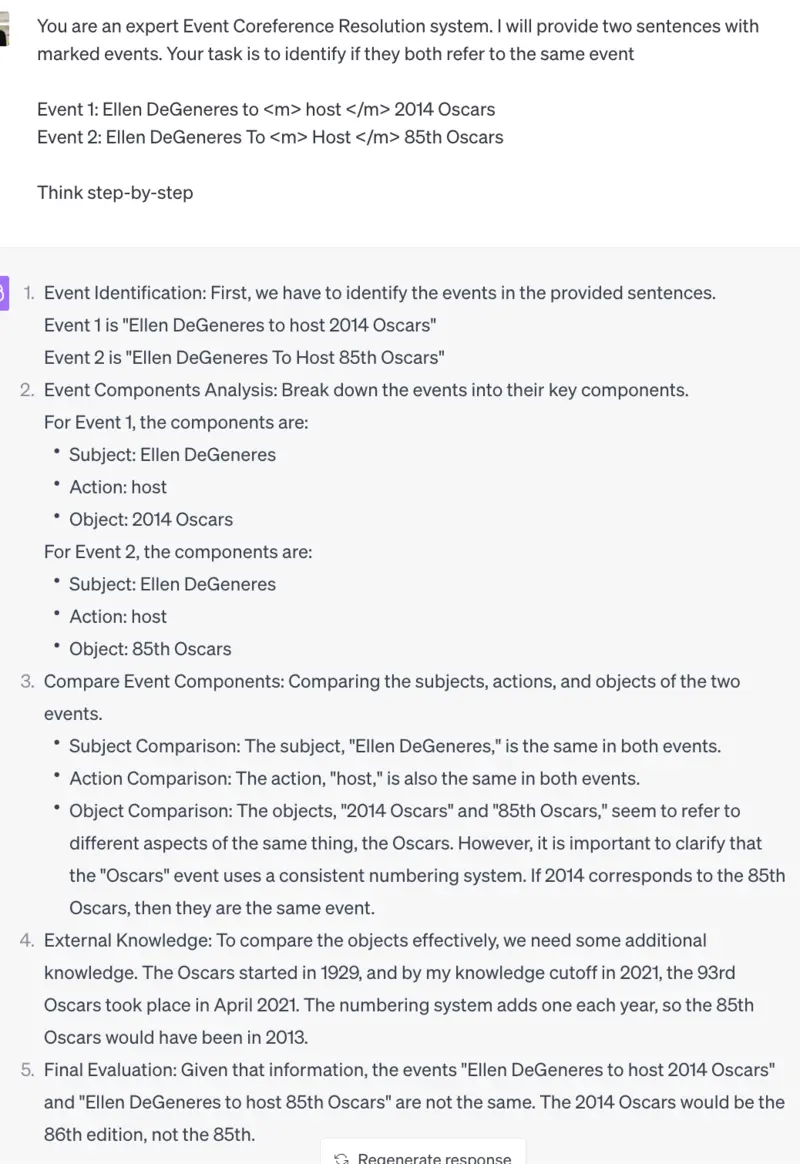 You are an expert Event Coreference Resolution system. I will provide two sentences with
marked events. Your task is to identify if they both refer to the same event
Event 1: Ellen DeGeneres to <m> host </m> 2014 Oscars
Event 2: Ellen DeGeneres To <m> Host </m> 85th Oscars
Think step-by-step
1. Event Identification: First, we have to identify the events in the provided sentences.
Event 1 is "Ellen DeGeneres to host 2014 Oscars"
Event 2 is "Ellen DeGeneres To Host 85th Oscars"
2. Event Components Analysis: Break down the events into their key components.
For Event 1, the components are:
• Subject: Ellen DeGeneres
• Action: host
• Object: 2014 Oscars
For Event 2, the components are:
• Subject: Ellen DeGeneres
• Action: host
• Object: 85th Oscars
3. Compare Event Components: Comparing the subjects, actions, and objects of the two
events.
• Subject Comparison: The subject, "Ellen DeGeneres," is the same in both events.
• Action Comparison: The action, "host," is also the same in both events.
• Object Comparison: The objects, "2014 Oscars" and "85th Oscars," seem to refer to
different aspects of the same thing, the Oscars. However, it is important to clarify that
the "Oscars" event uses a consistent numbering system. If 2014 corresponds to the 85th
Oscars, then they are the same event.
4. External Knowledge: To compare the objects effectively, we need some additional
knowledge. The Oscars started in 1929, and by my knowledge cutoff in 2021, the 93rd
Oscars took place in April 2021. The numbering system adds one each year, so the 85th
Oscars would have been in 2013.
5. Final Evaluation: Given that information, the events "Ellen DeGeneres to host 2014 Oscars"
and "Ellen DeGeneres to host 85th Oscars" are not the same. The 2014 Oscars would be the
86th edition, not the 85th.
Regenerate response